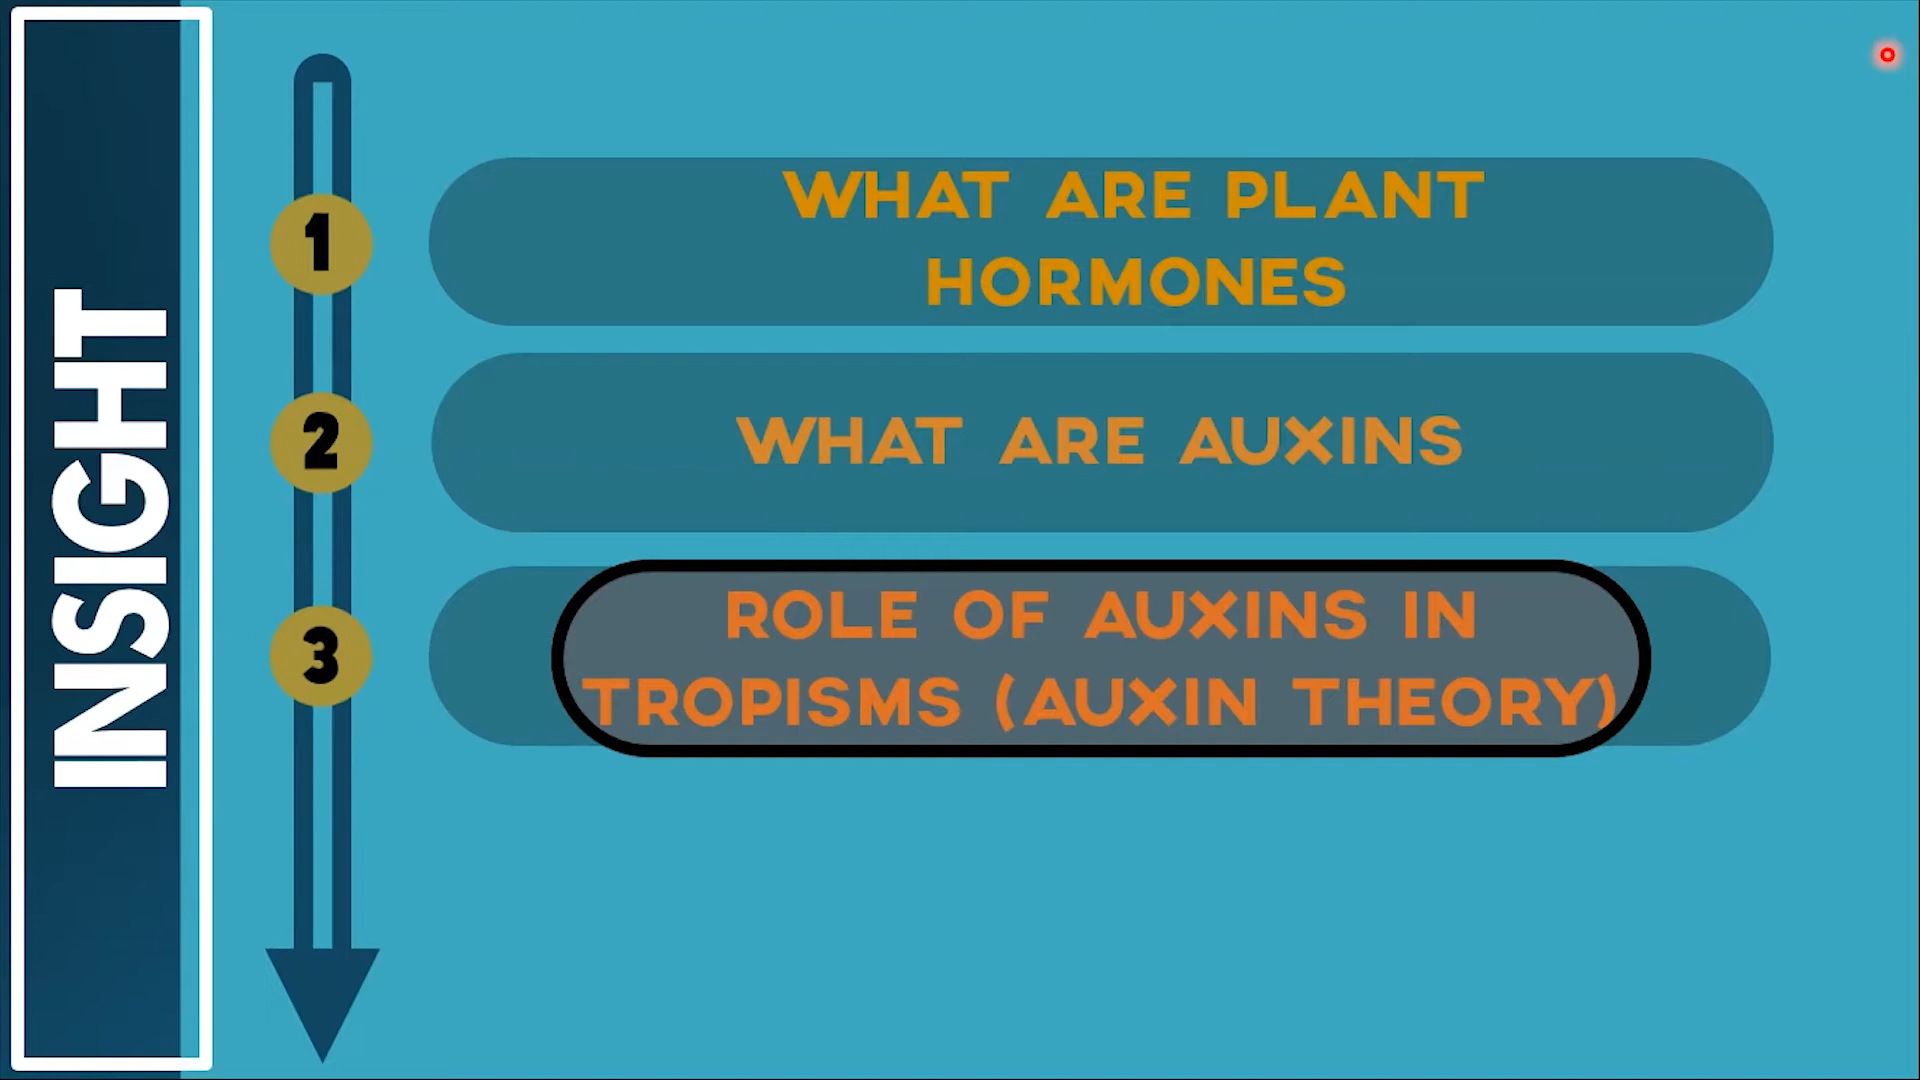 INSIGHT
1
WHAT ARE PLANT
HORMONES
2
WHAT ARE AUXINS
3
ROLE OF AUXINS IN
TROPISMS (AUXIN THEORY)